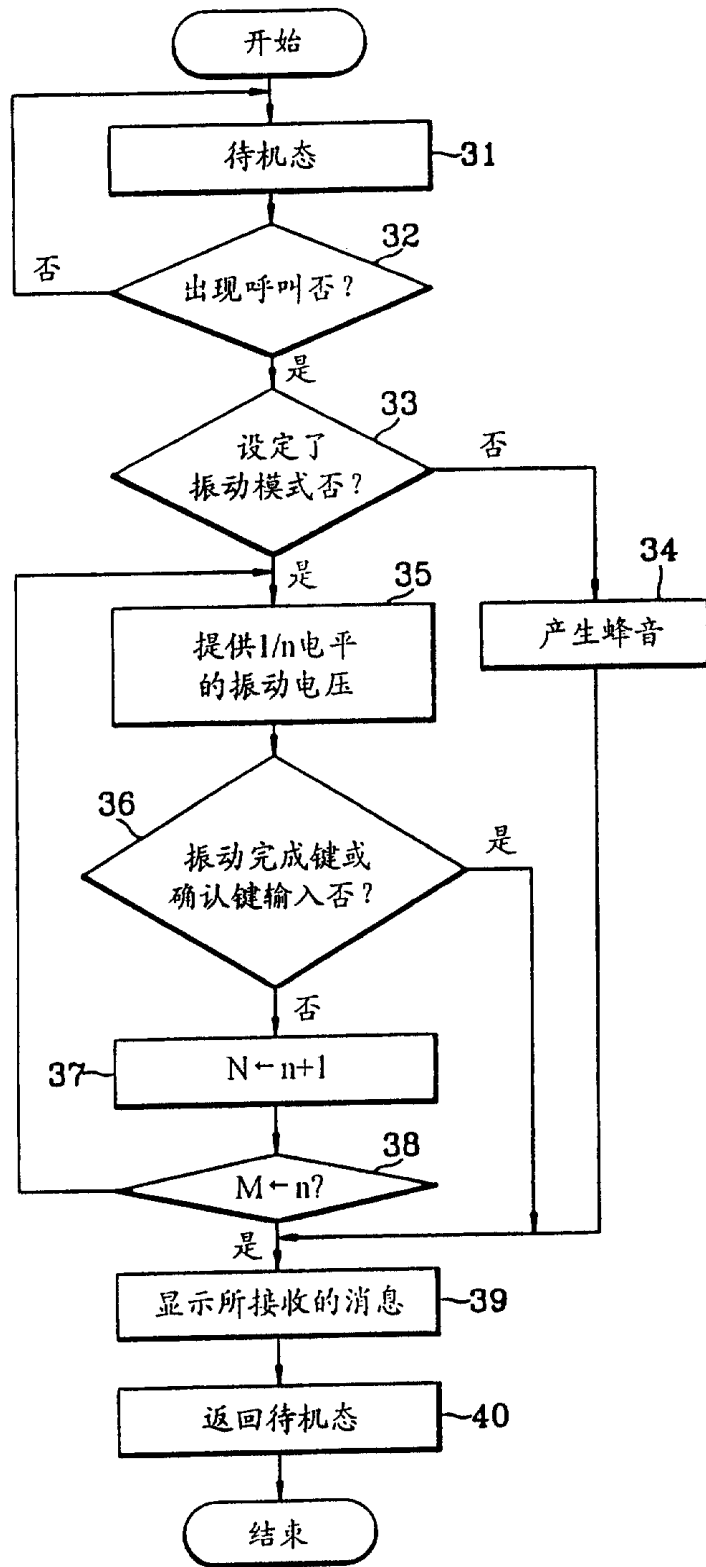 开始
待机态
31
32
出现呼叫否?
否
是
33
设定了
振动模式否?
否
是
34
产生蜂音
35
提供1/n电平
的振动电压
36
振动完成键或
确认键输入否?
是
否
37
N←n+1
38
M←n?
是
显示所接收的消息
39
返回待机态
40
结束